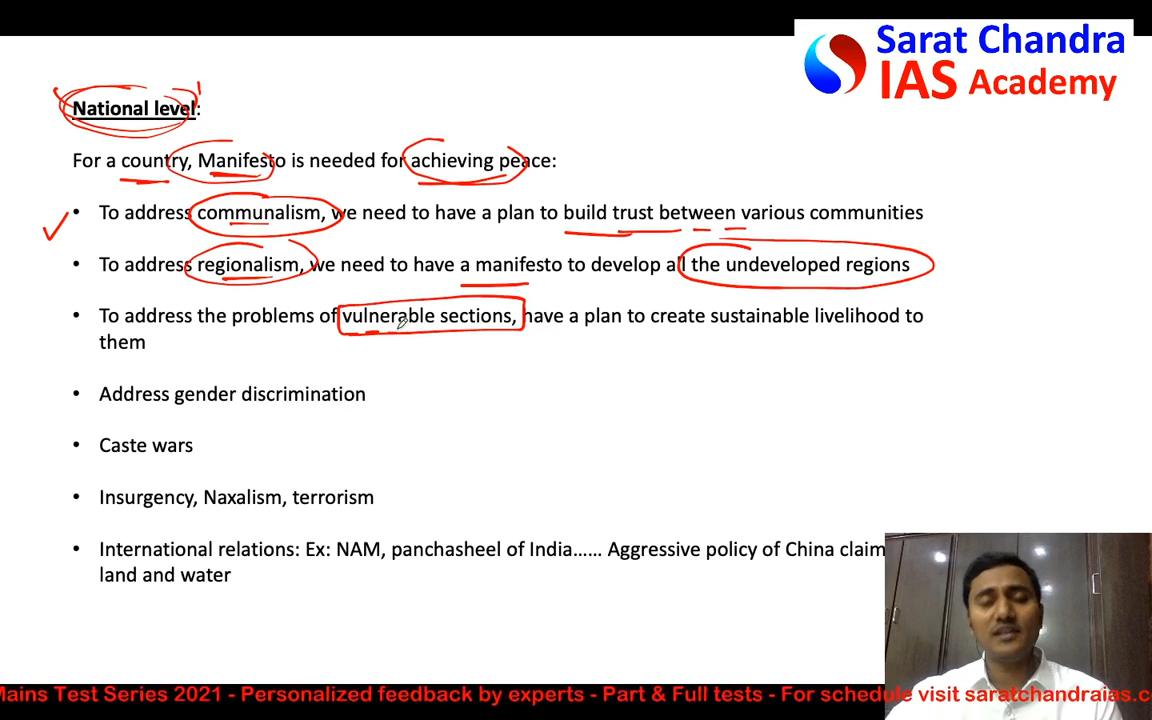 Sarat Chandra
IAS Academy
National level:
For a country, Manifesto is needed for achieving peace:
• To address communalism, we need to have a plan to build trust between various communities
• To address regionalism, we need to have a manifesto to develop all the undeveloped regions
• To address the problems of vulnerable sections, have a plan to create sustainable livelihood to
them
• Address gender discrimination
• Caste wars
• Insurgency, Naxalism, terrorism
• International relations: Ex: NAM, panchasheel of India...... Aggressive policy of China claim
land and water
Mains Test Series 2021 - Personalized feedback by experts - Part & Full tests - For schedule visit saratchandraias.c